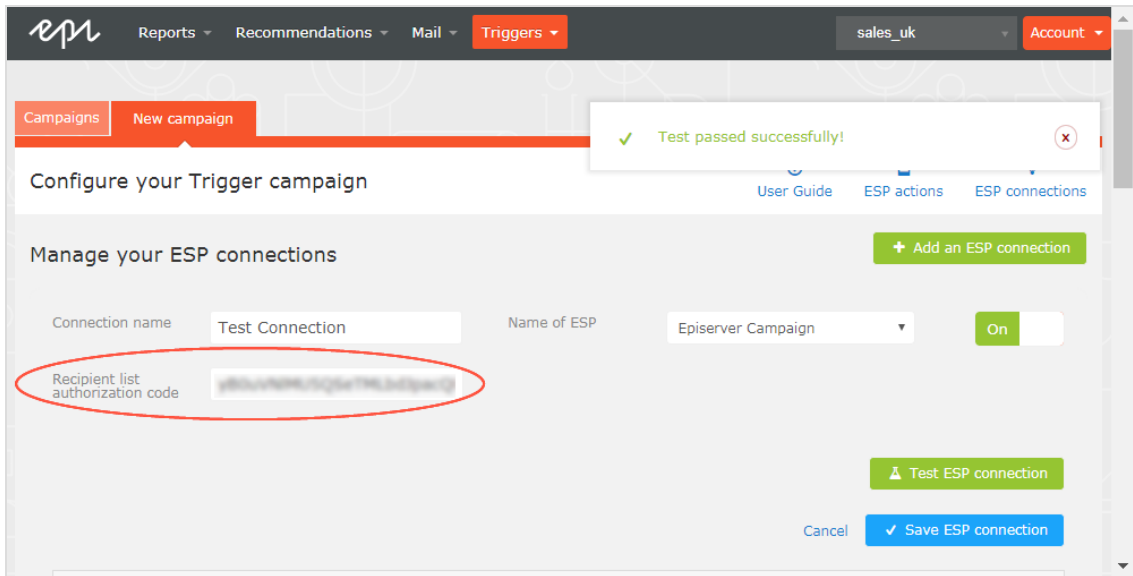 epi Reports Recommendations Mail Triggers sales_uk Account
Campaigns New campaign
Test passed successfully!
x
Configure your Trigger campaign
User Guide ESP actions ESP connections
Manage your ESP connections
+ Add an ESP connection
Connection name Test Connection Name of ESP Episerver Campaign On
Recipient list
authorization code
Test ESP connection
Cancel Save ESP connection